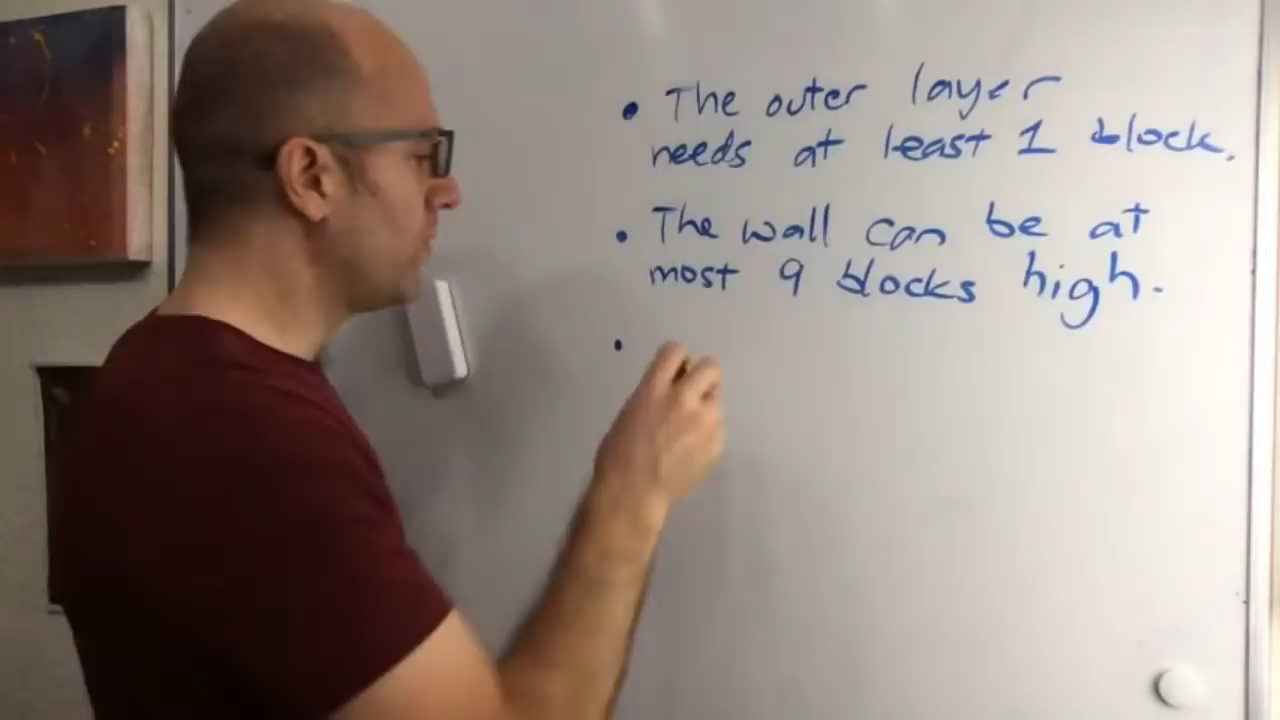 • The outer layer
needs at least 1 block.
• The wall can be at
most 9 blocks high.
•